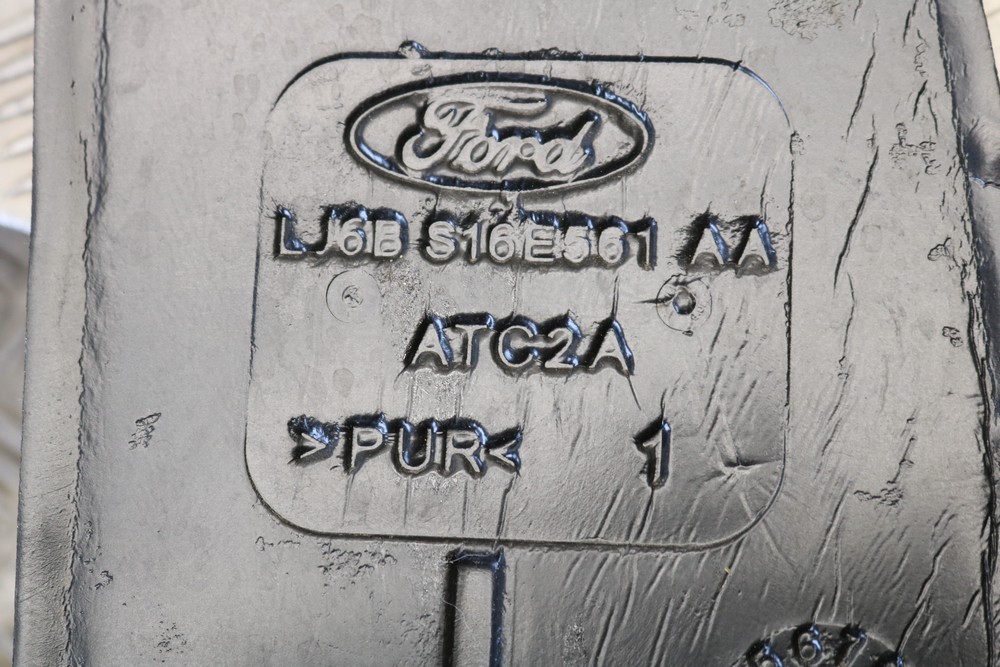 Ford
LJ6B S16E561 AA
ATC2A
>PUR< 1